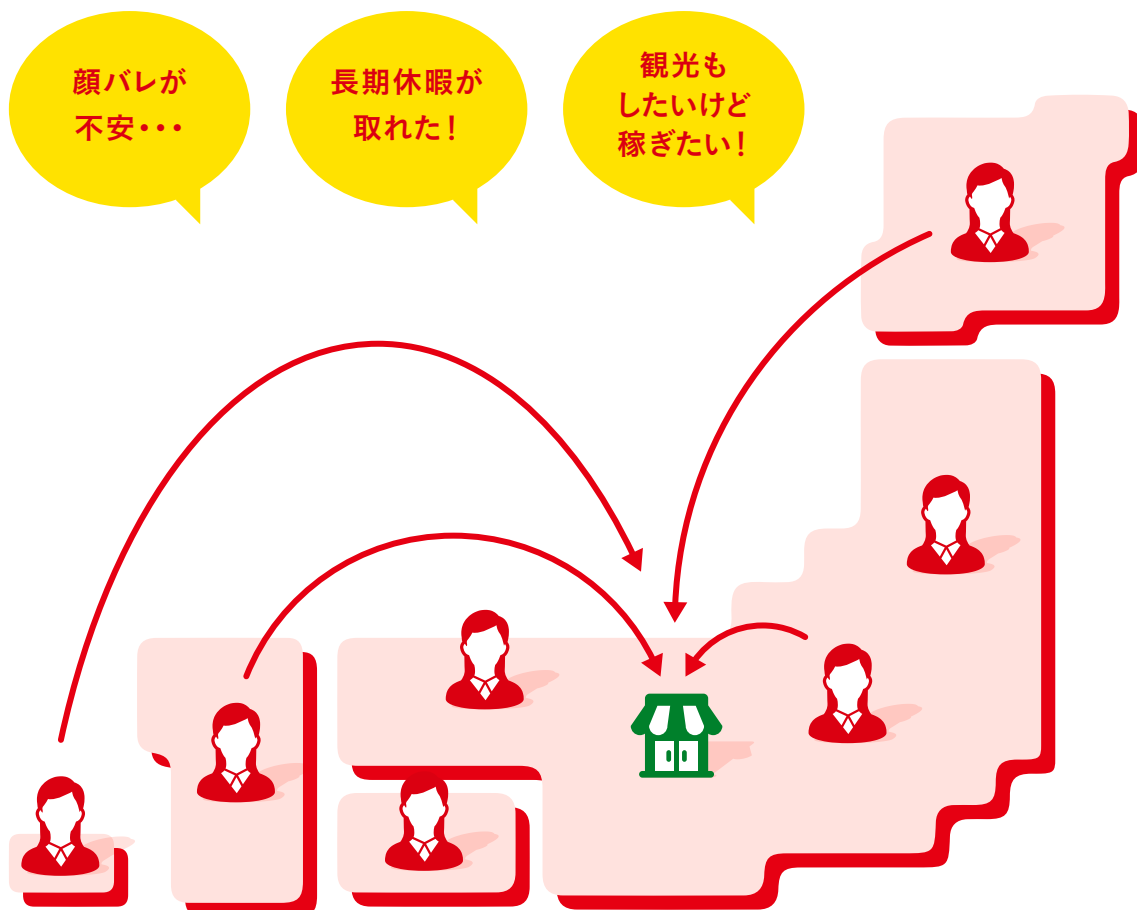 顔バレが
不安・・・
長期休暇が
取れた！
観光も
したいけど
稼ぎたい！